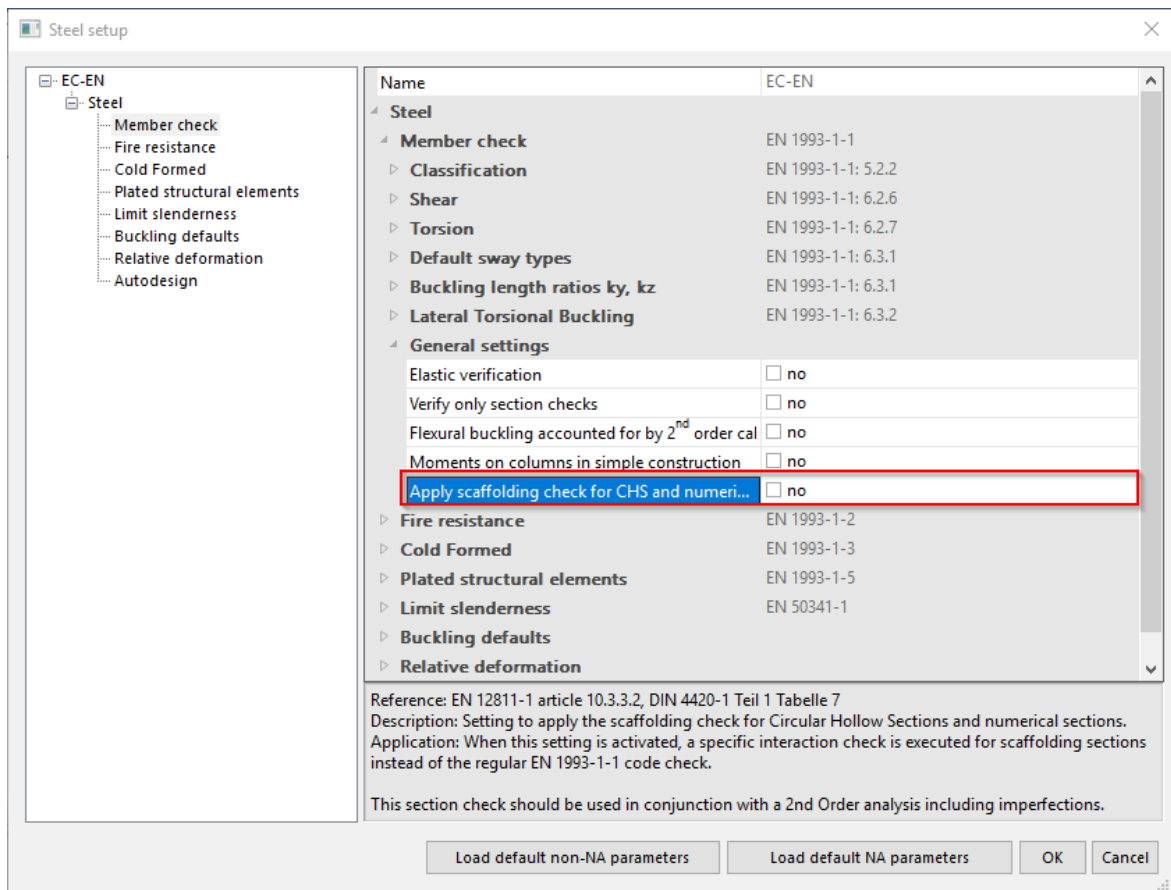 Steel setup
EC-EN
Steel
Member check
Fire resistance
Cold Formed
Plated structural elements
Limit slenderness
Buckling defaults
Relative deformation
Autodesign
Name EC-EN
Steel
Member check EN 1993-1-1
Classification EN 1993-1-1: 5.2.2
Shear EN 1993-1-1: 6.2.6
Torsion EN 1993-1-1: 6.2.7
Default sway types EN 1993-1-1: 6.3.1
Buckling length ratios ky, kz EN 1993-1-1: 6.3.1
Lateral Torsional Buckling EN 1993-1-1: 6.3.2
General settings
Elastic verification no
Verify only section checks no
Flexural buckling accounted for by 2nd order cal no
Moments on columns in simple construction no
Apply scaffolding check for CHS and numeri... no
Fire resistance EN 1993-1-2
Cold Formed EN 1993-1-3
Plated structural elements EN 1993-1-5
Limit slenderness EN 50341-1
Buckling defaults
Relative deformation
Reference: EN 12811-1 article 10.3.3.2, DIN 4420-1 Teil 1 Tabelle 7
Description: Setting to apply the scaffolding check for Circular Hollow Sections and numerical sections.
Application: When this setting is activated, a specific interaction check is executed for scaffolding sections
instead of the regular EN 1993-1-1 code check.
This section check should be used in conjunction with a 2nd Order analysis including imperfections.
Load default non-NA parameters Load default NA parameters OK Cancel